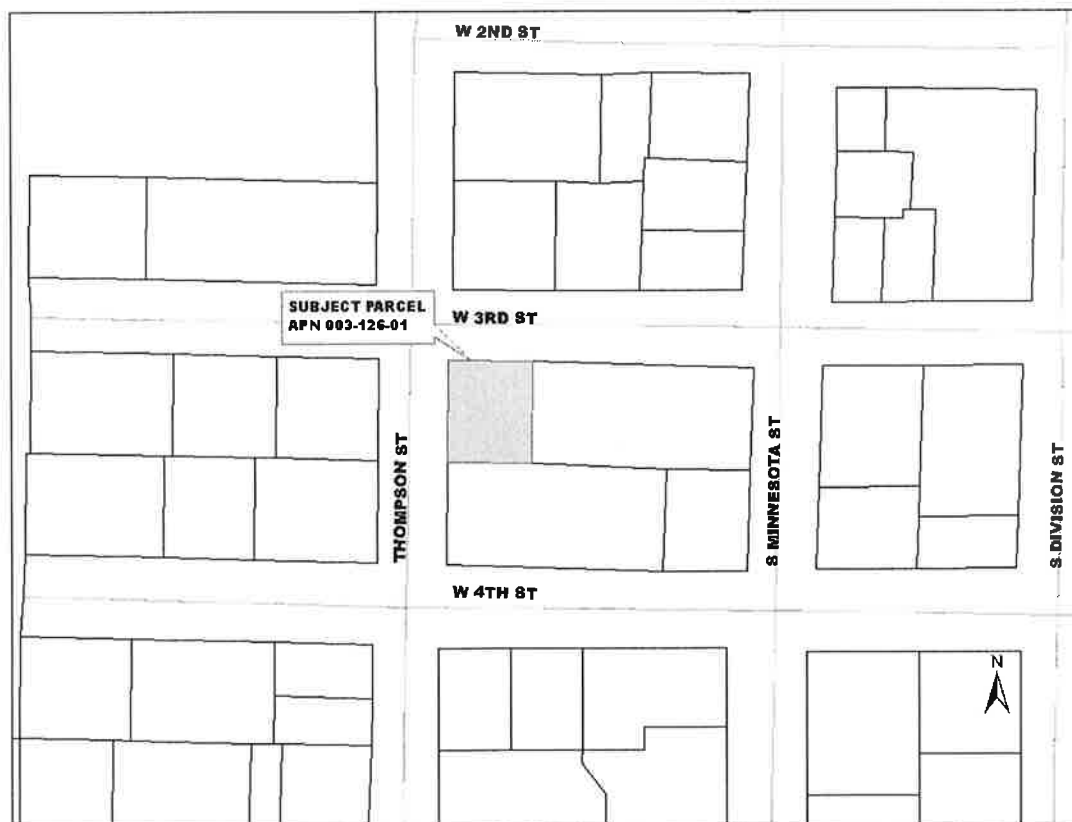 W 2ND ST
SUBJECT PARCEL
APN 003-126-01
W 3RD ST
THOMPSON ST
S MINNESOTA ST
S DIVISION ST
W 4TH ST
N